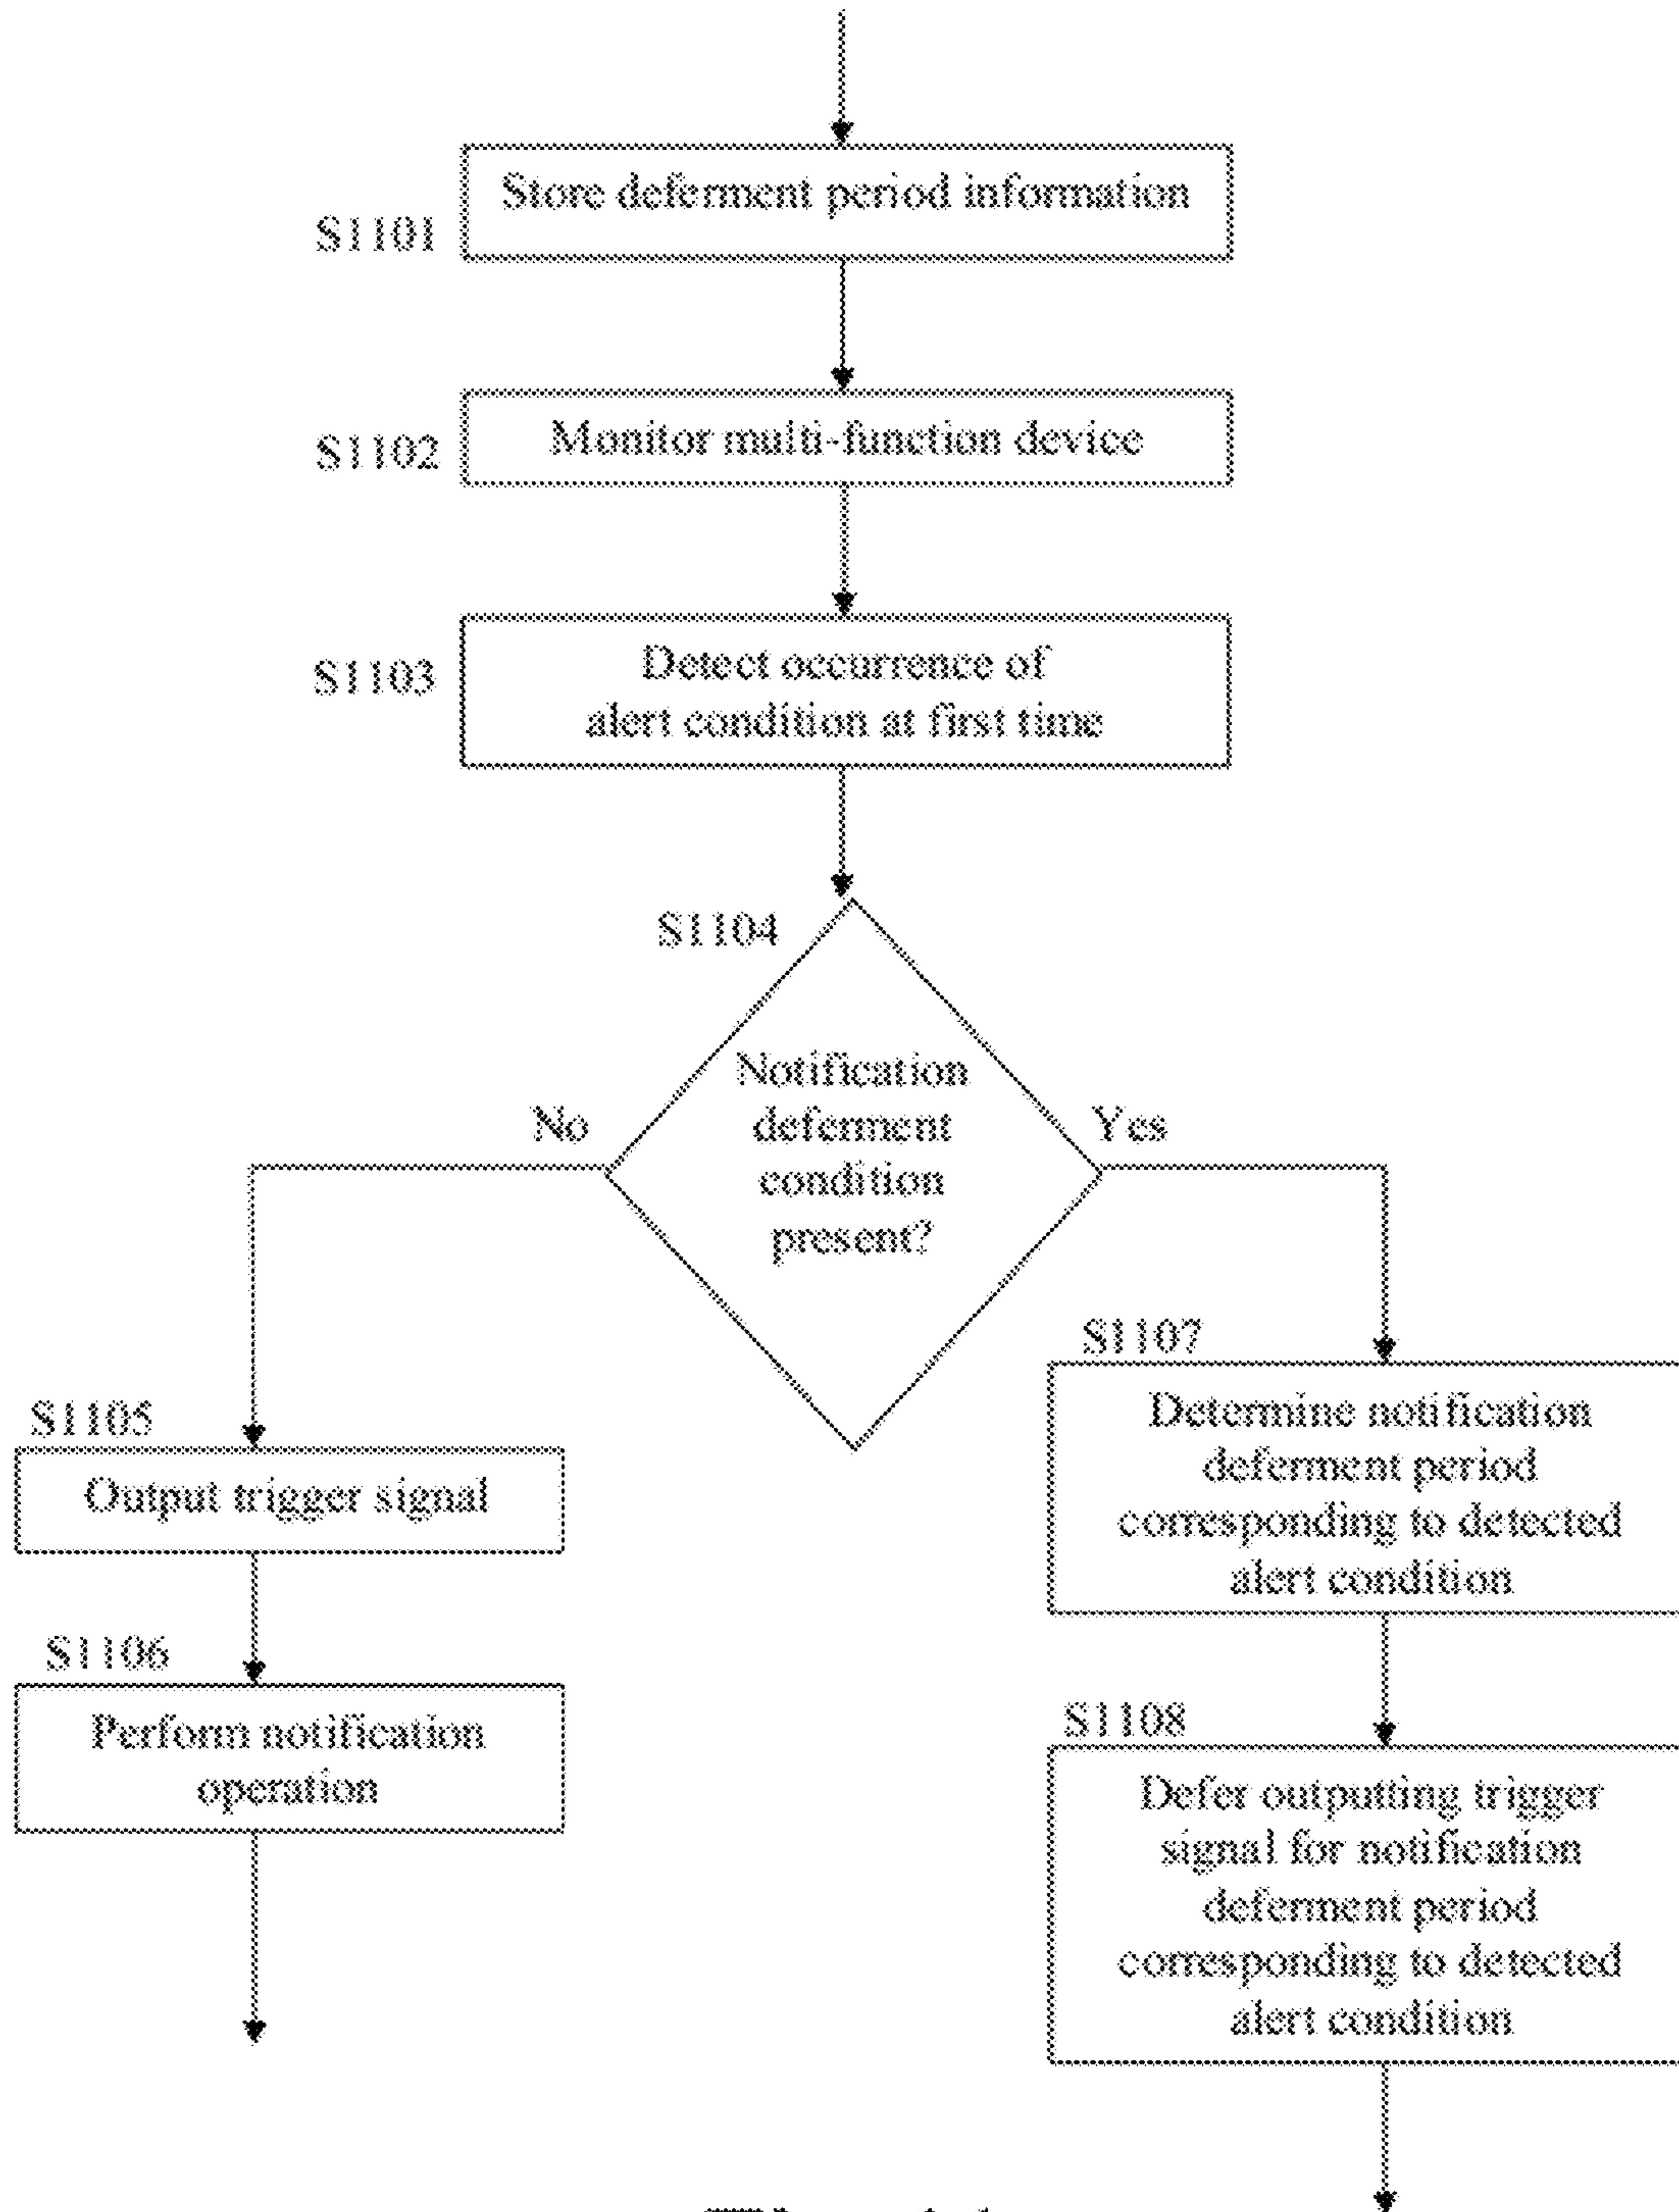 Store deferment period information
S1101
Monitor multi-function device
S1102
Detect occurrence of
alert condition at first time
S1103
S1104
Notification
deferment
condition
present?
No
Yes
S1105
Output trigger signal
S1106
Perform notification
operation
S1107
Determine notification
deferment period
corresponding to detected
alert condition
S1108
Defer outputting trigger
signal for notification
deferment period
corresponding to detected
alert condition